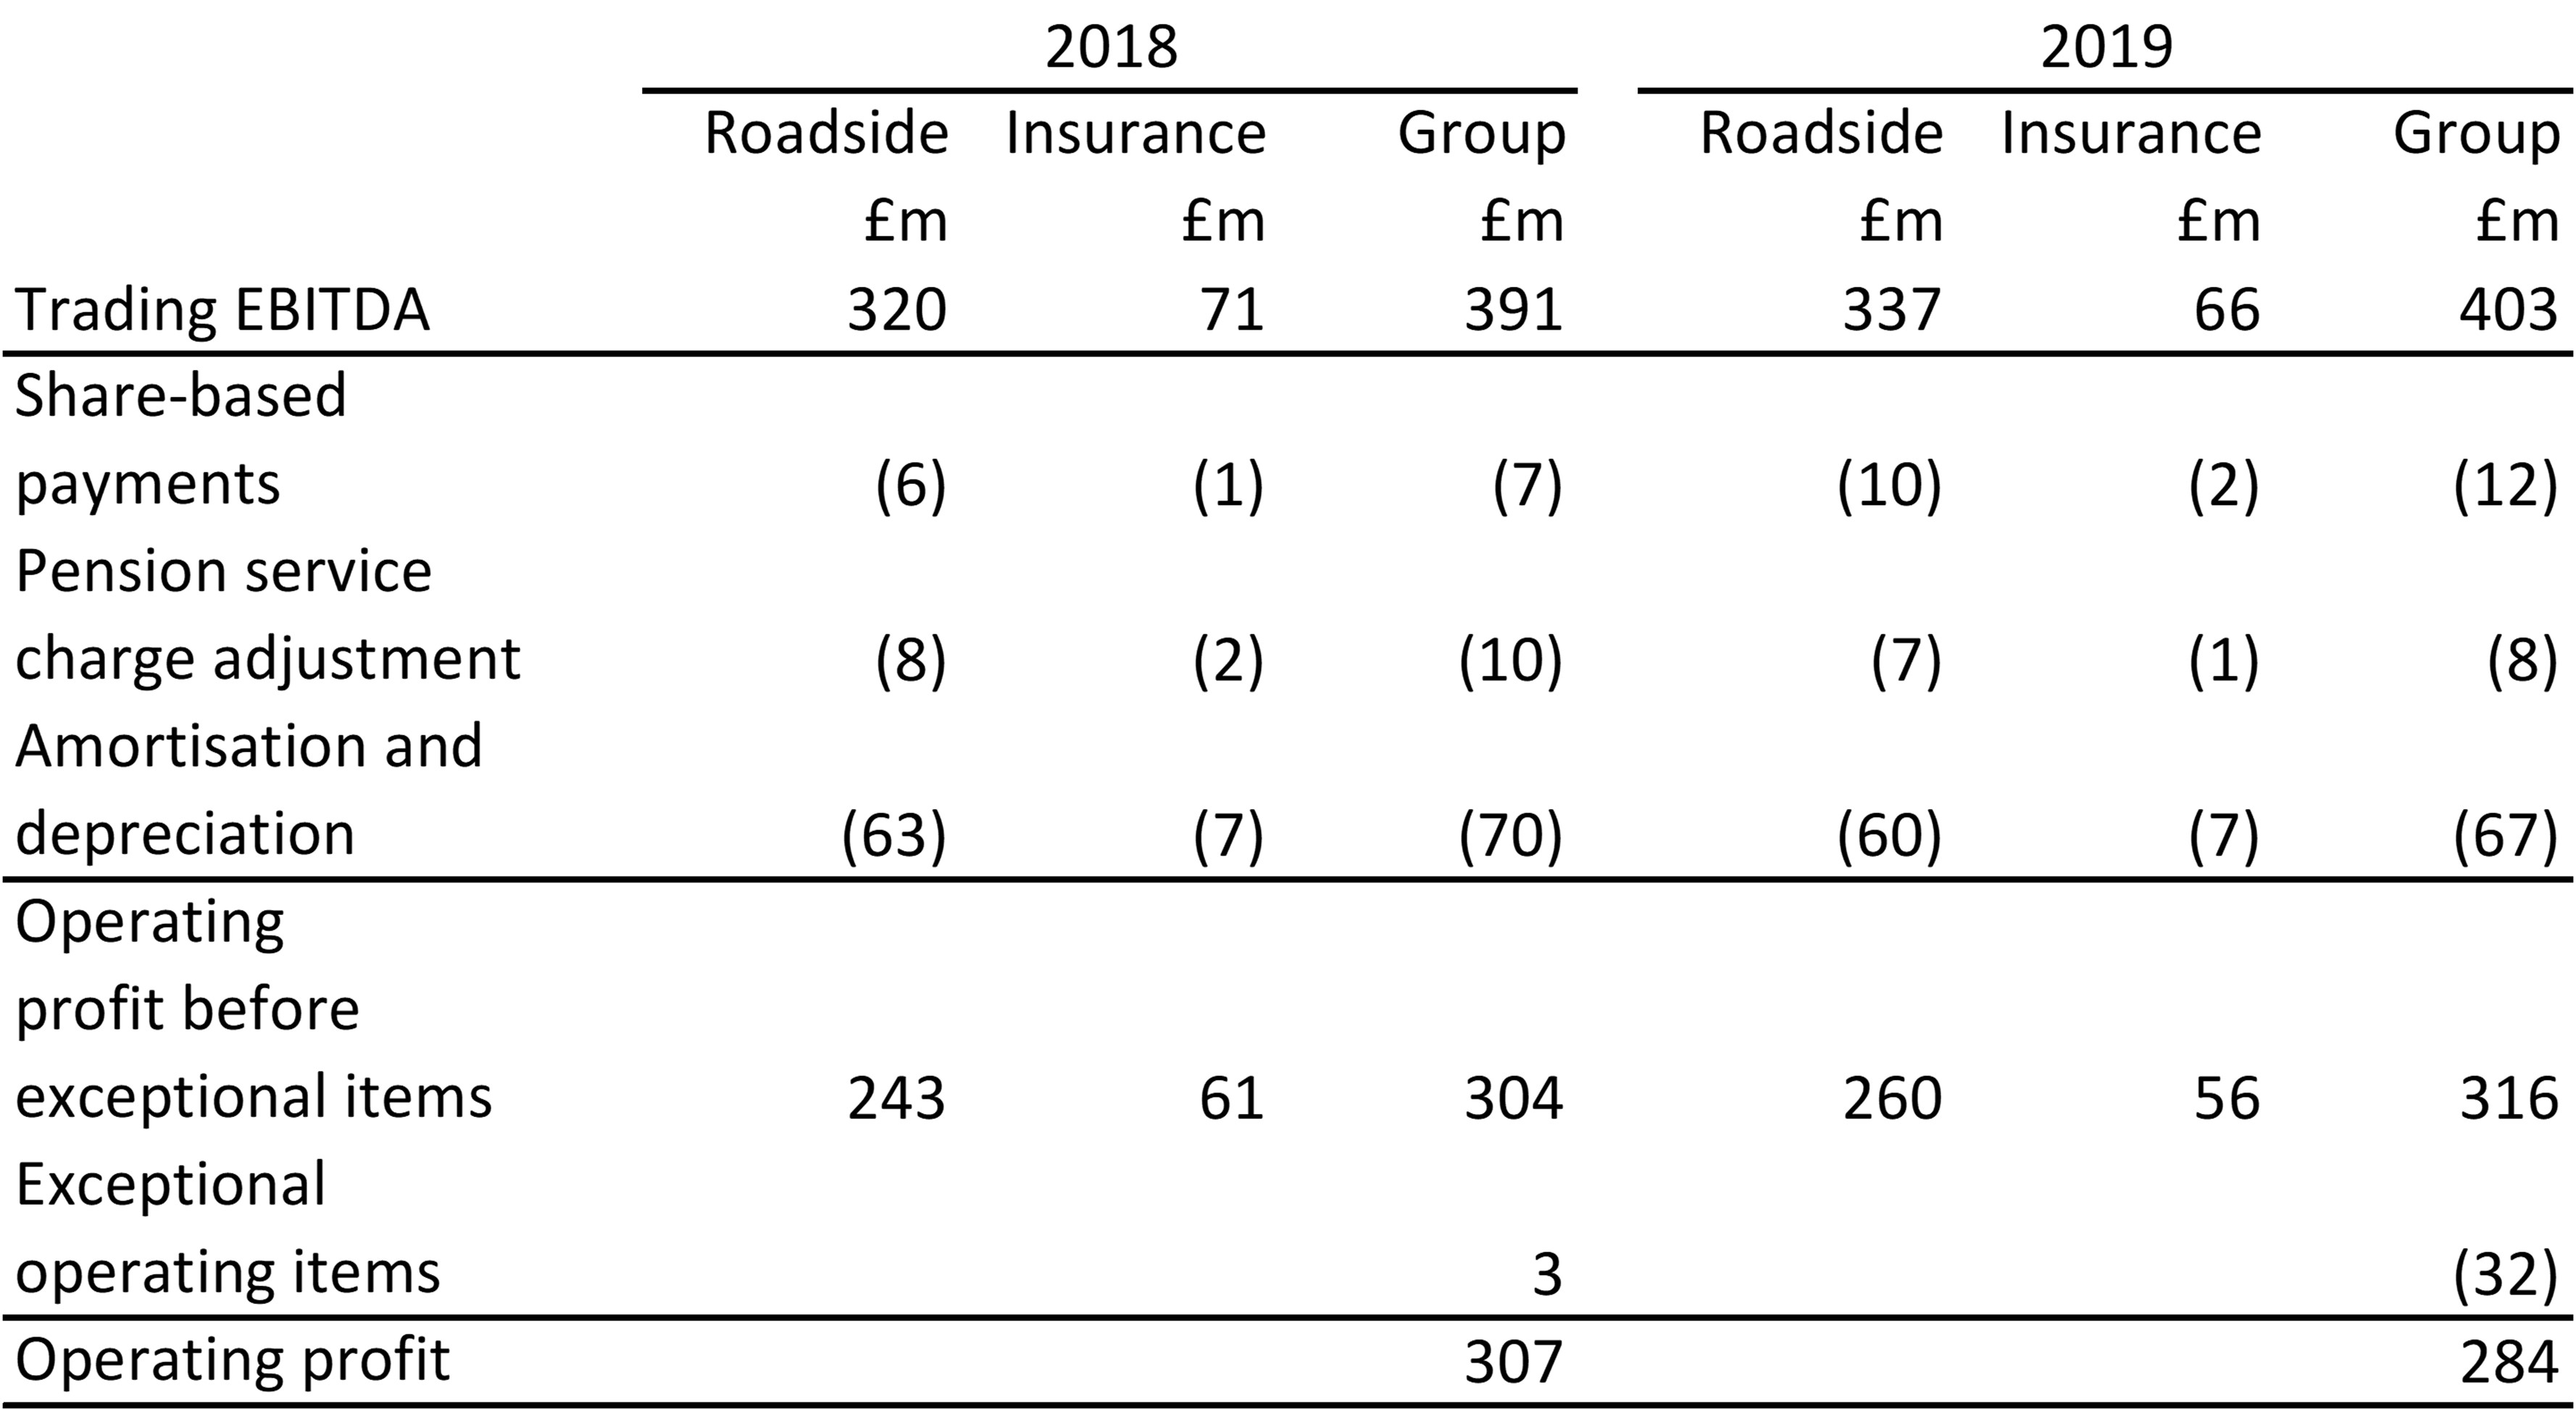 2018 2019
Roadside Insurance Group Roadside Insurance Group
£m £m £m £m £m £m
Trading EBITDA 320 71 391 337 66 403
Share-based
payments (6) (1) (7) (10) (2) (12)
Pension service
charge adjustment (8) (2) (10) (7) (1) (8)
Amortisation and
depreciation (63) (7) (70) (60) (7) (67)
Operating
profit before
exceptional items 243 61 304 260 56 316
Exceptional
operating items 3 (32)
Operating profit 307 284